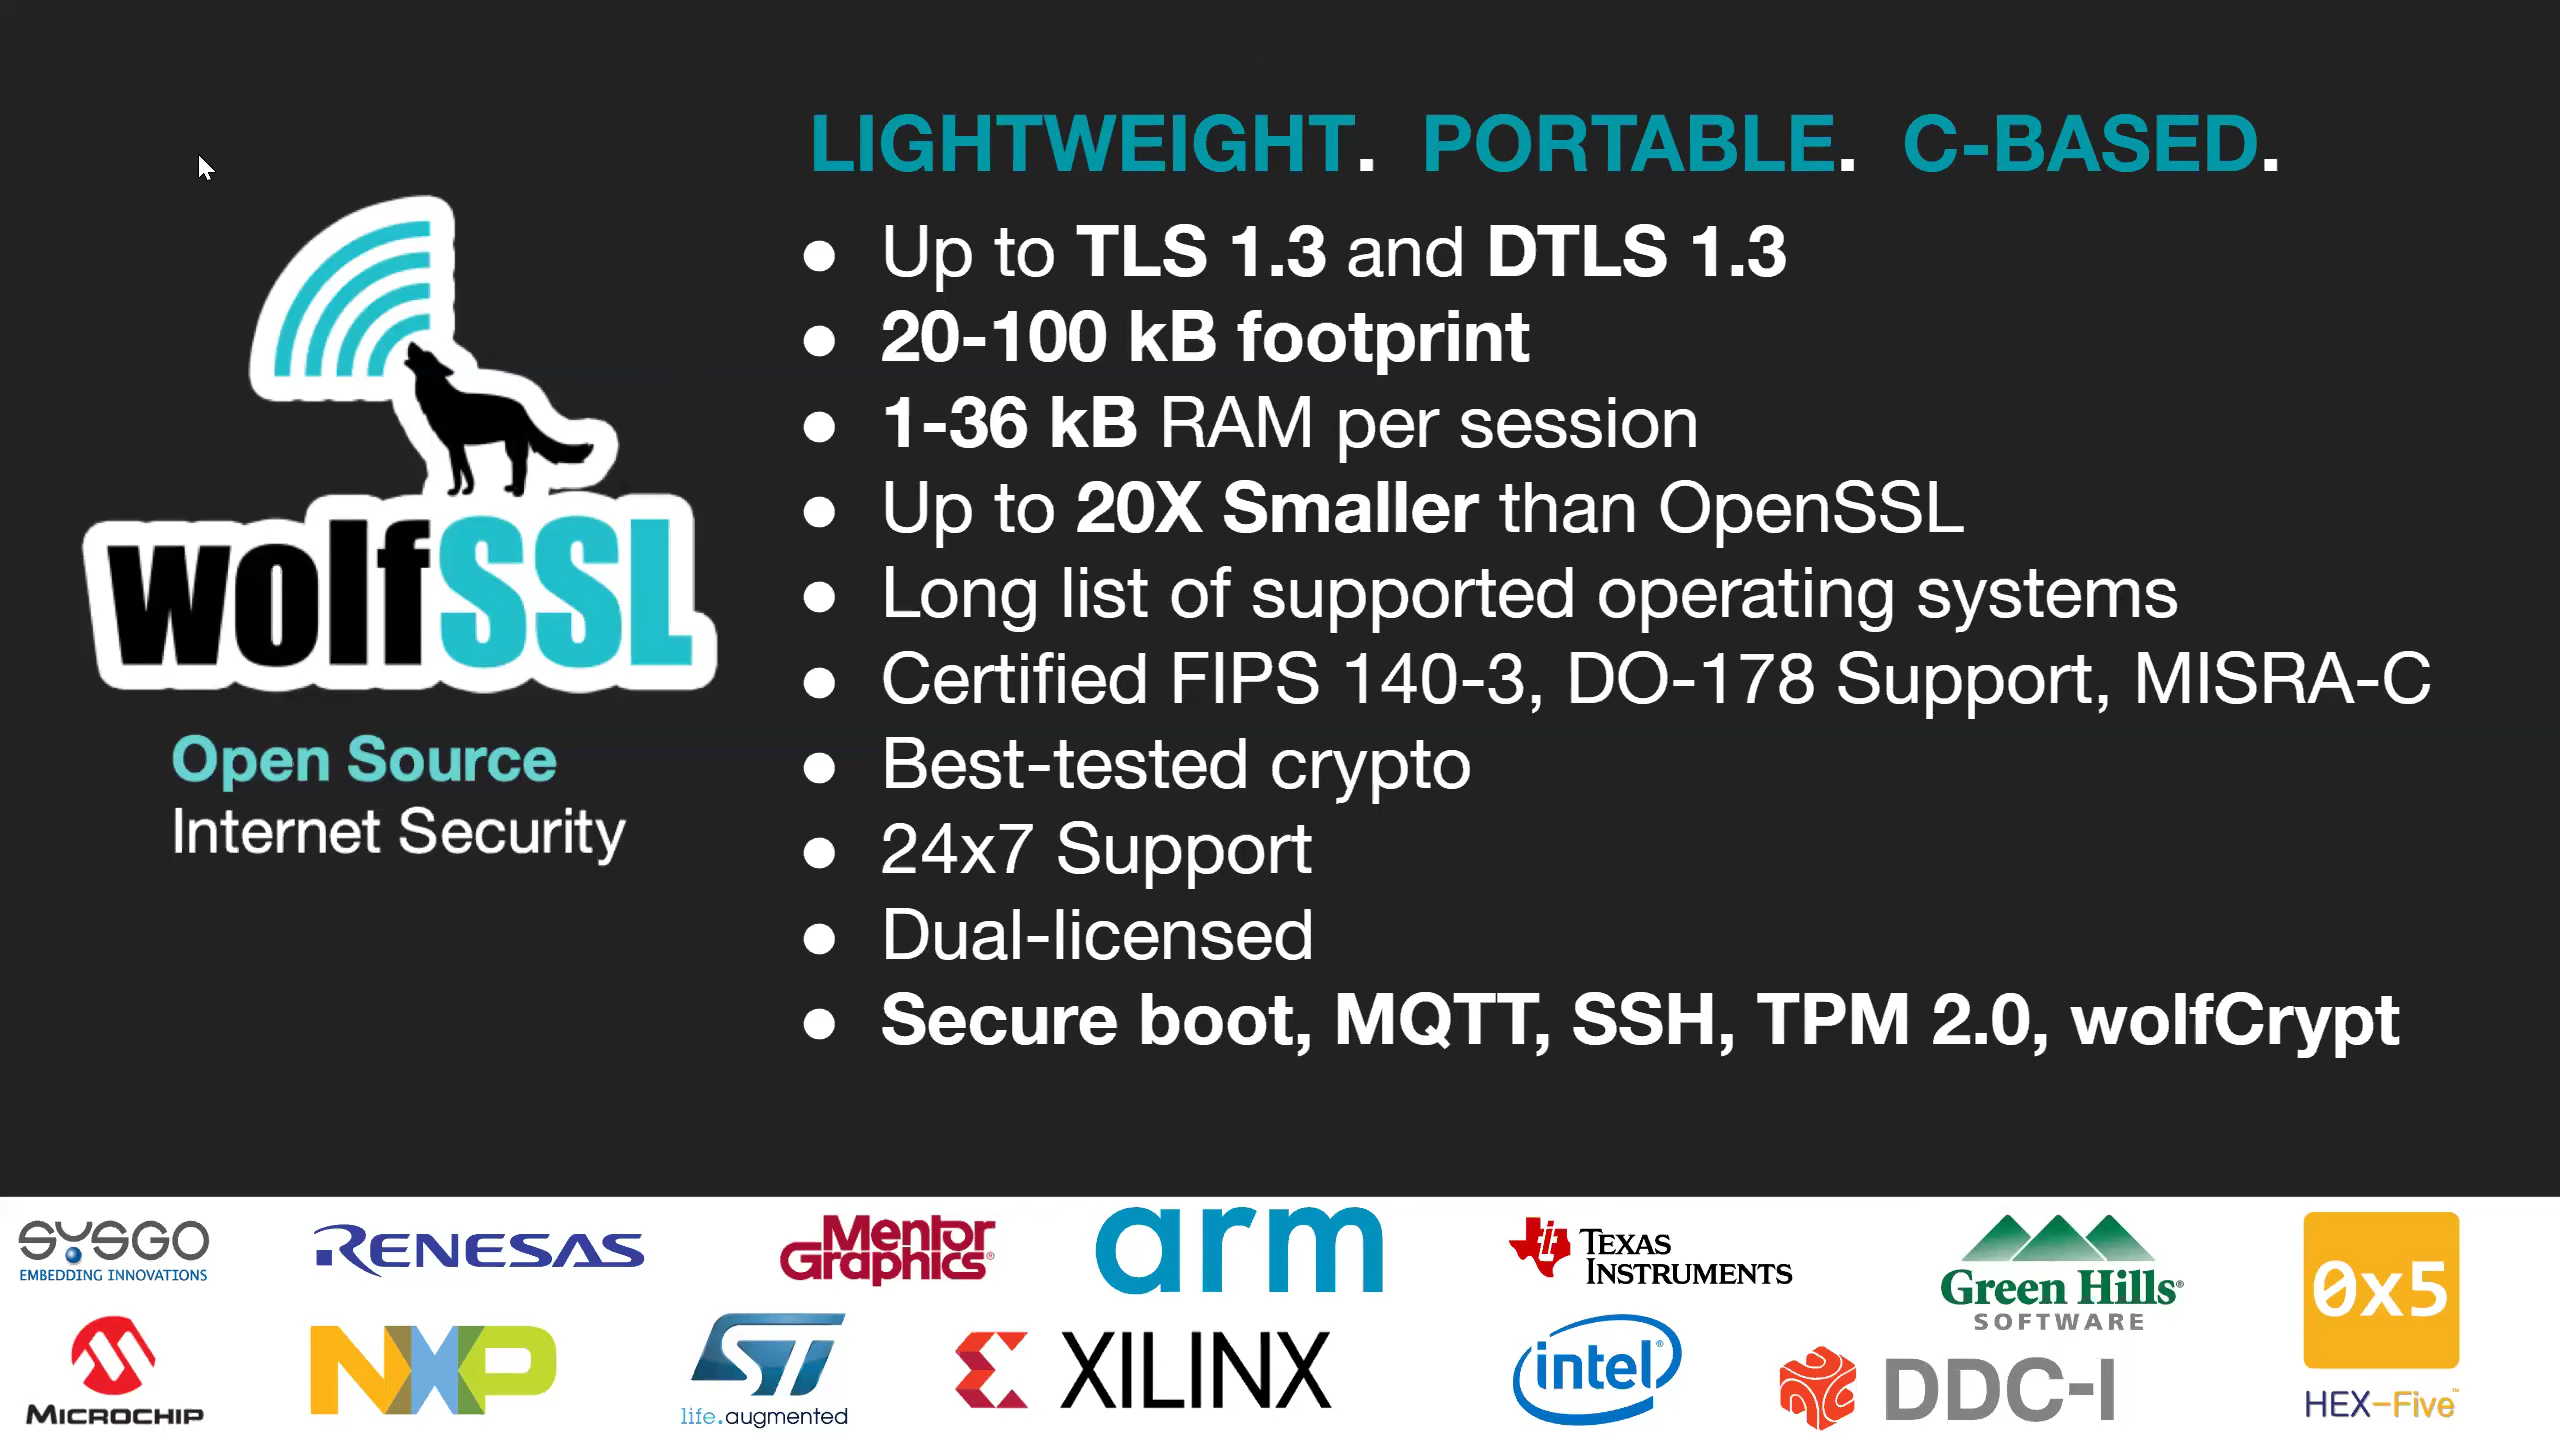 LIGHTWEIGHT. PORTABLE. C-BASED.
● Up to TLS 1.3 and DTLS 1.3
● 20-100 kB footprint
● 1-36 kB RAM per session
● Up to 20X Smaller than OpenSSL
● Long list of supported operating systems
● Certified FIPS 140-3, DO-178 Support, MISRA-C
● Best-tested crypto
● 24x7 Support
● Dual-licensed
● Secure boot, MQTT, SSH, TPM 2.0, wolfCrypt
wolfSSL
Open Source
Internet Security
SYSGO
EMBEDDING INNOVATIONS
RENESAS
Mentor
Graphics®
arm
TEXAS
INSTRUMENTS
Green Hills®
SOFTWARE
0x5
HEX-Five™
MICROCHIP
NXP
ST
life.augmented
XILINX
intel®
DDC-I